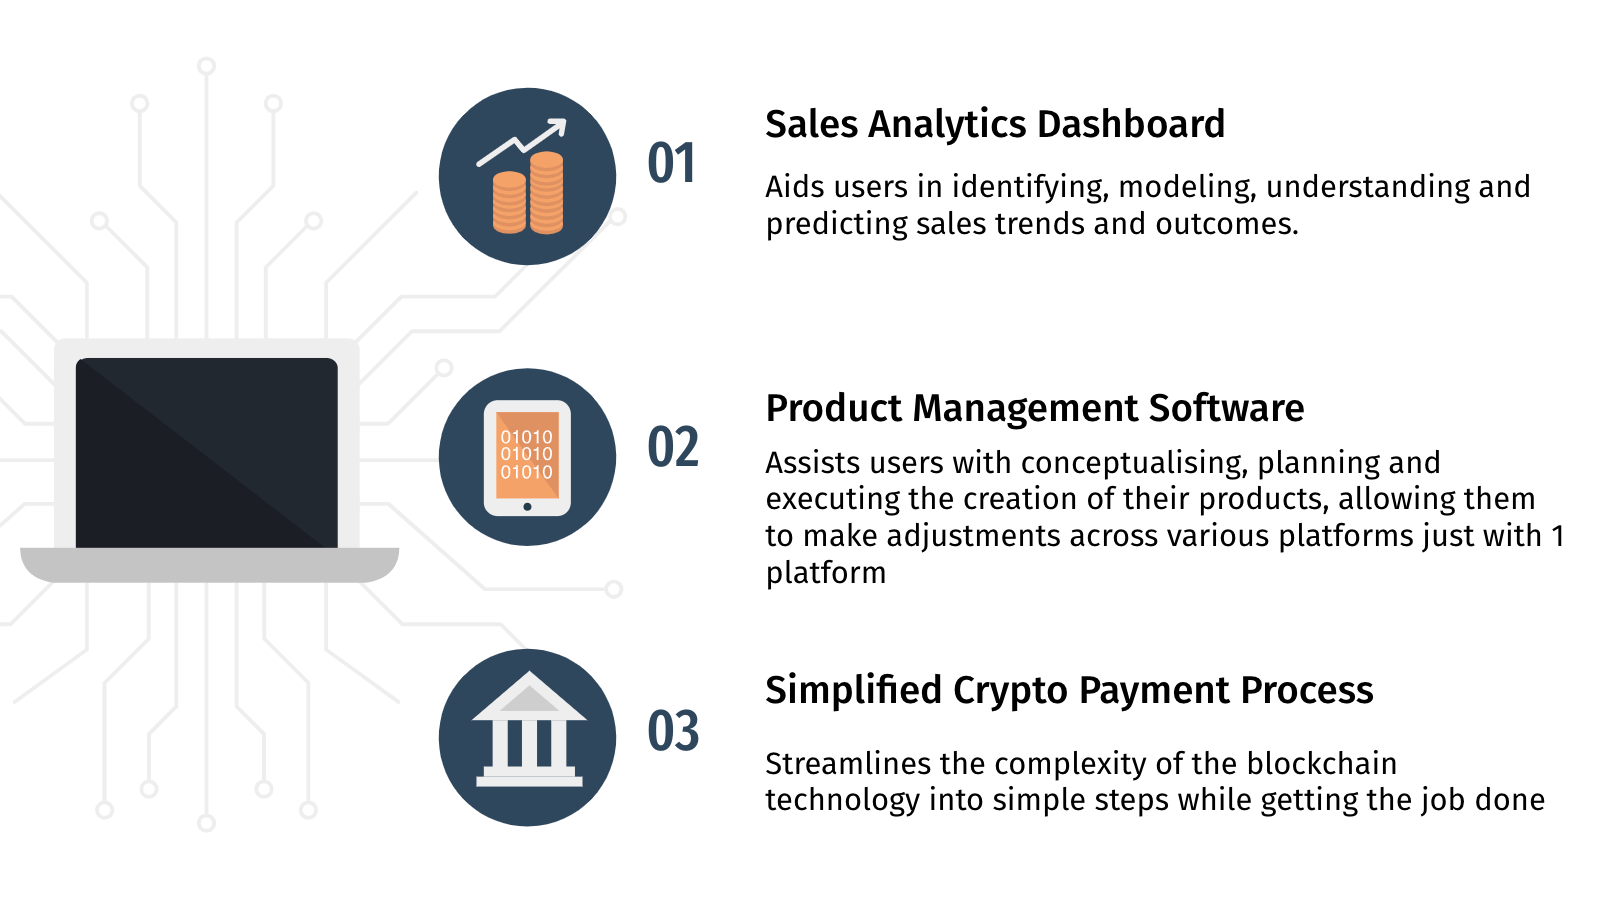 01
Sales Analytics Dashboard
Aids users in identifying, modeling, understanding and
predicting sales trends and outcomes.
01010
01010
01010
02
Product Management Software
Assists users with conceptualising, planning and
executing the creation of their products, allowing them
to make adjustments across various platforms just with 1
platform
03
Simplified Crypto Payment Process
Streamlines the complexity of the blockchain
technology into simple steps while getting the job done